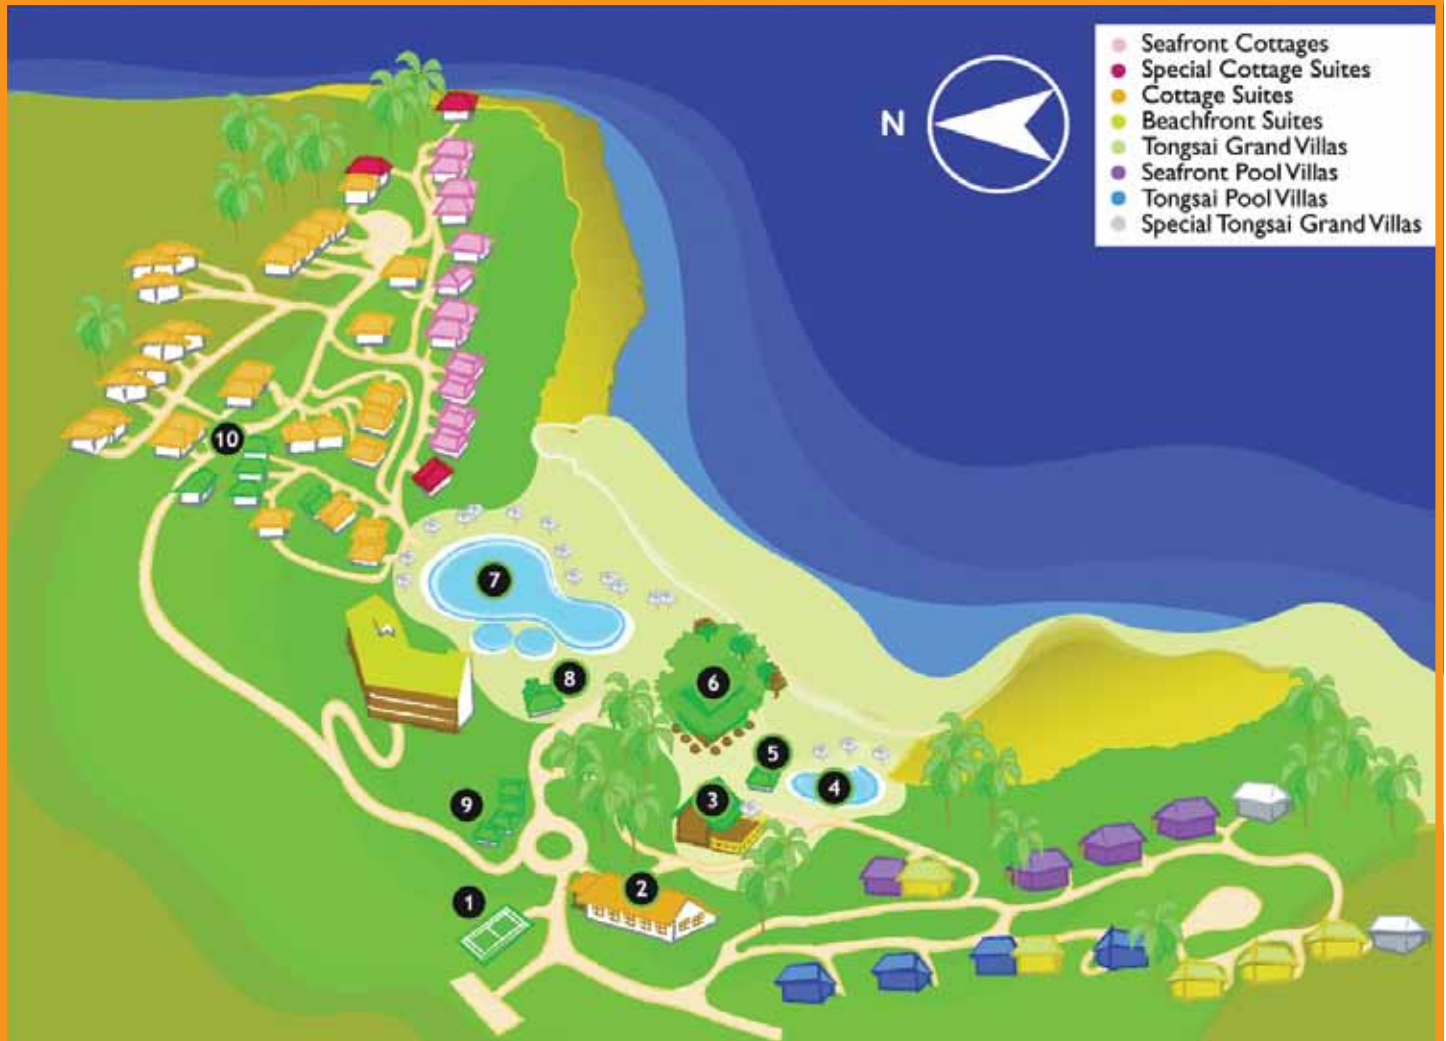 N
Seafront Cottages
Special Cottage Suites
Cottage Suites
Beachfront Suites
Tongsai Grand Villas
Seafront Pool Villas
Tongsai Pool Villas
Special Tongsai Grand Villas
10
7
8
6
5
4
3
9
2
1